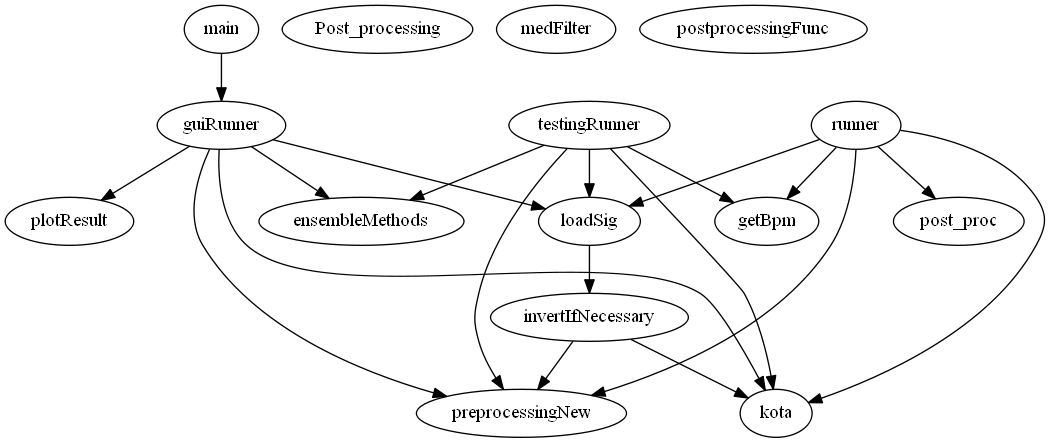 main
Post_processing
medFilter
postprocessingFunc
guiRunner
testingRunner
runner
plotResult
ensembleMethods
loadSig
getBpm
post_proc
invertIfNecessary
preprocessingNew
kota